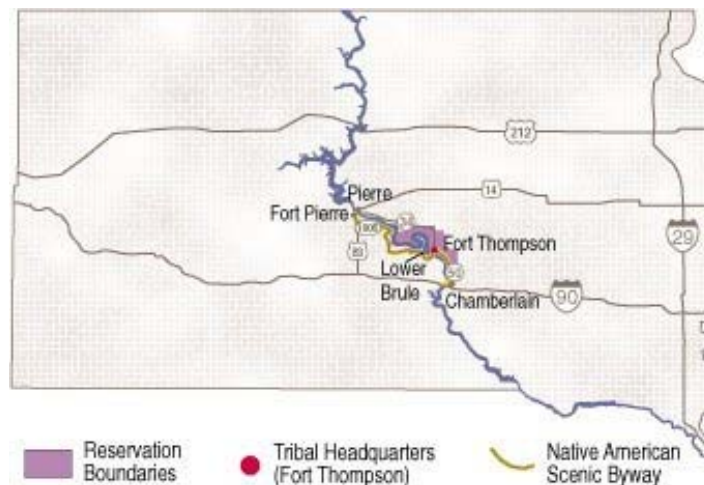 212
Pierre
14
Fort Pierre
34
1806
83
Fort Thompson
29
Lower
Brule
50
Chamberlain
90
Reservation
Boundaries
Tribal Headquarters
(Fort Thompson)
Native American
Scenic Byway